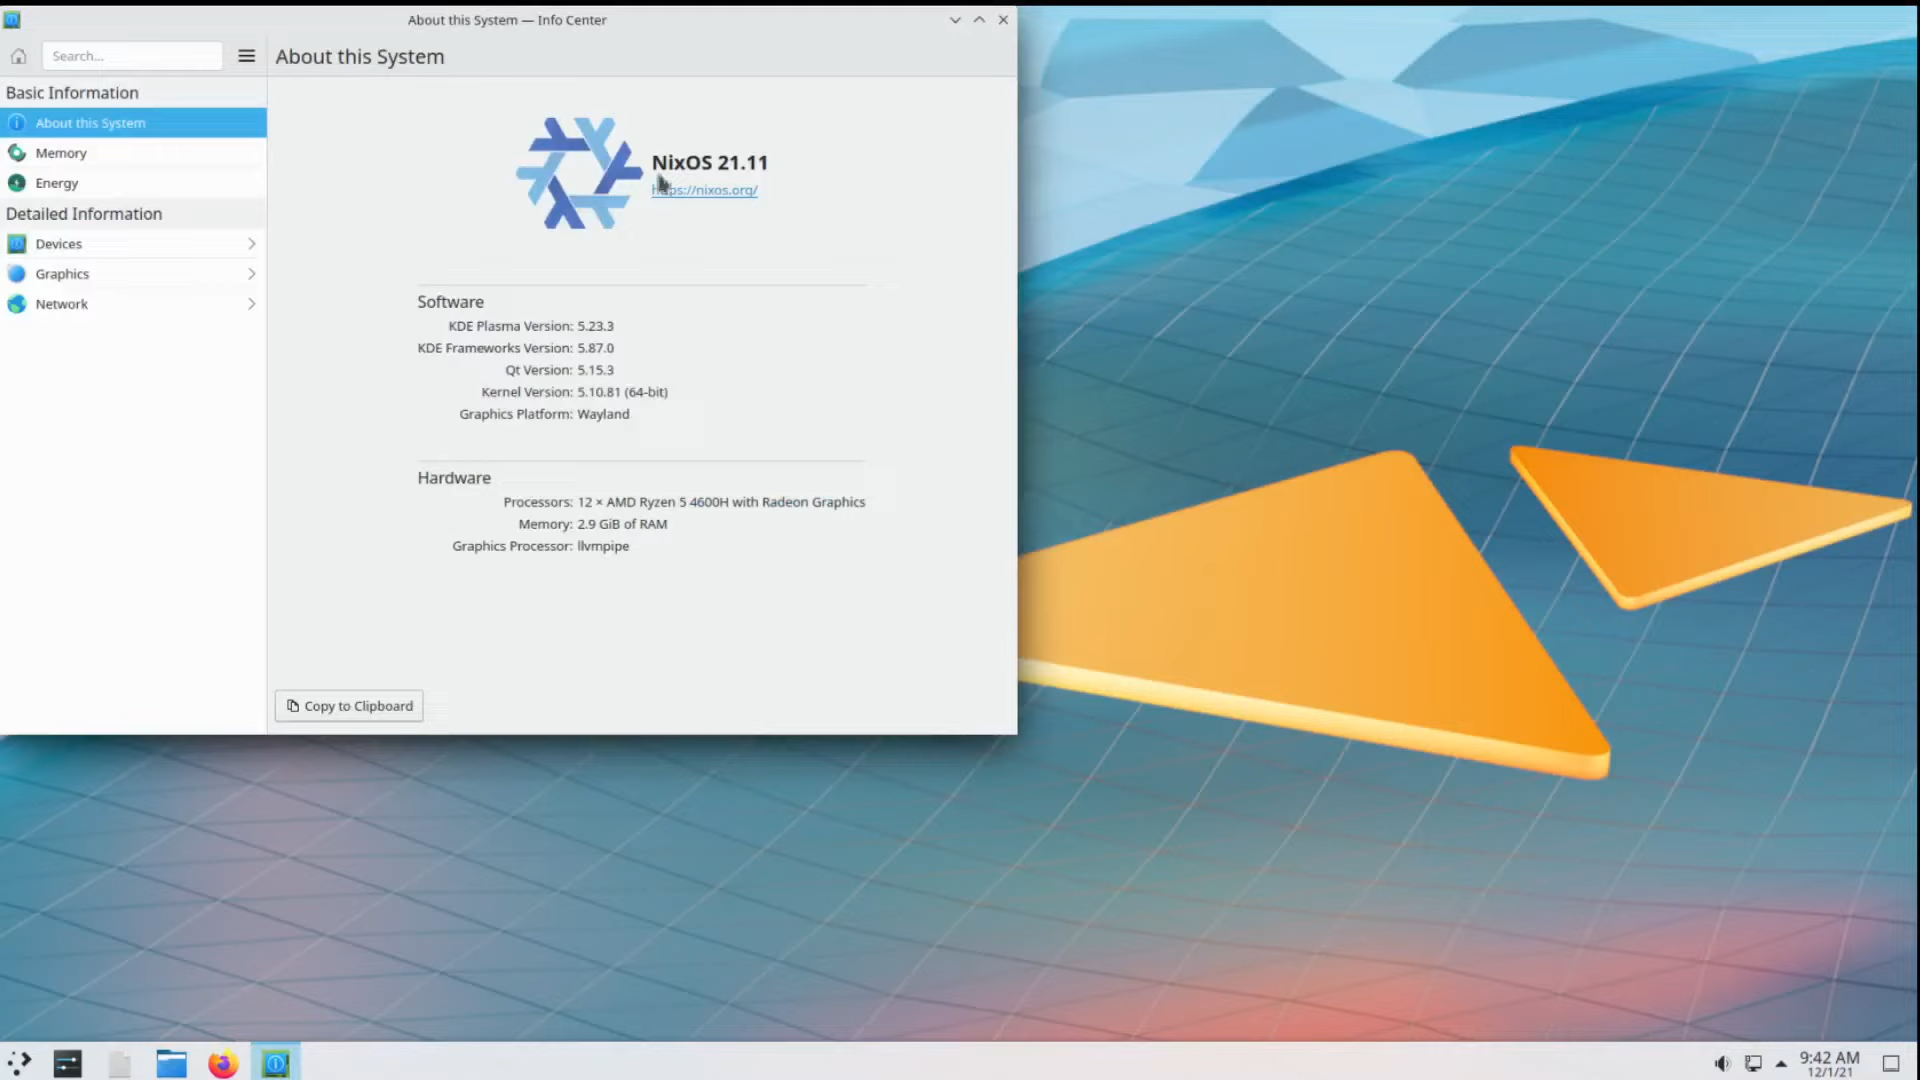 About this System — Info Center
Search...
About this System
Basic Information
About this System
Memory
Energy
Detailed Information
Devices
Graphics
Network
NixOS 21.11
https://nixos.org/
Software
KDE Plasma Version: 5.23.3
KDE Frameworks Version: 5.87.0
Qt Version: 5.15.3
Kernel Version: 5.10.81 (64-bit)
Graphics Platform: Wayland
Hardware
Processors: 12 × AMD Ryzen 5 4600H with Radeon Graphics
Memory: 2.9 GiB of RAM
Graphics Processor: llvmpipe
Copy to Clipboard
9:42 AM
12/1/21